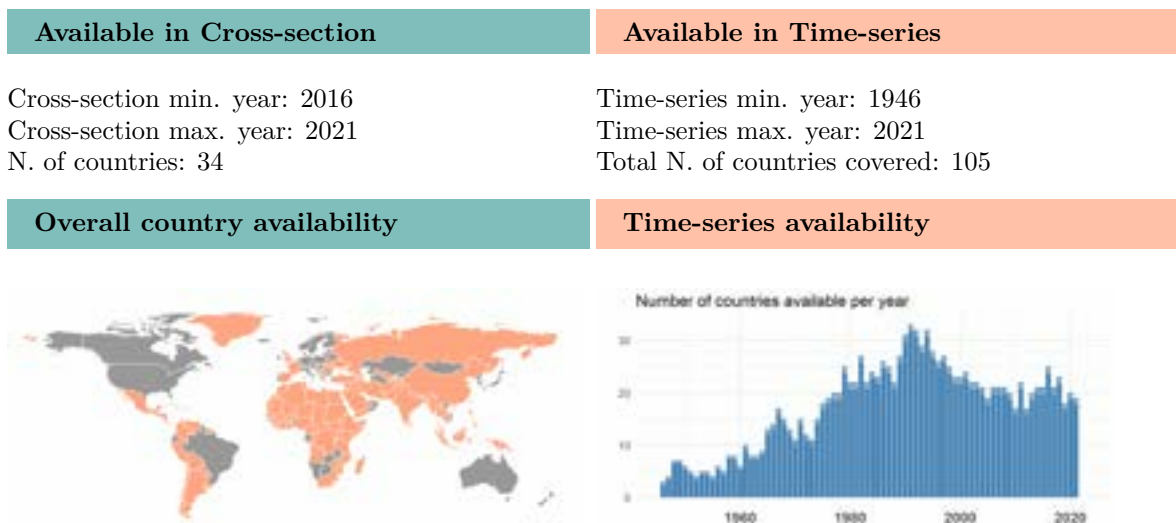 Available in Cross-section
Available in Time-series
Cross-section min. year: 2016
Cross-section max. year: 2021
N. of countries: 34
Time-series min. year: 1946
Time-series max. year: 2021
Total N. of countries covered: 105
Overall country availability
Time-series availability
Number of countries available per year
30
20
10
0
1960 1980 2000 2020